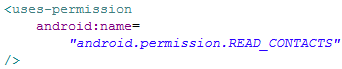 <uses-permission
android:name=
"android.permission.READ_CONTACTS"
/>